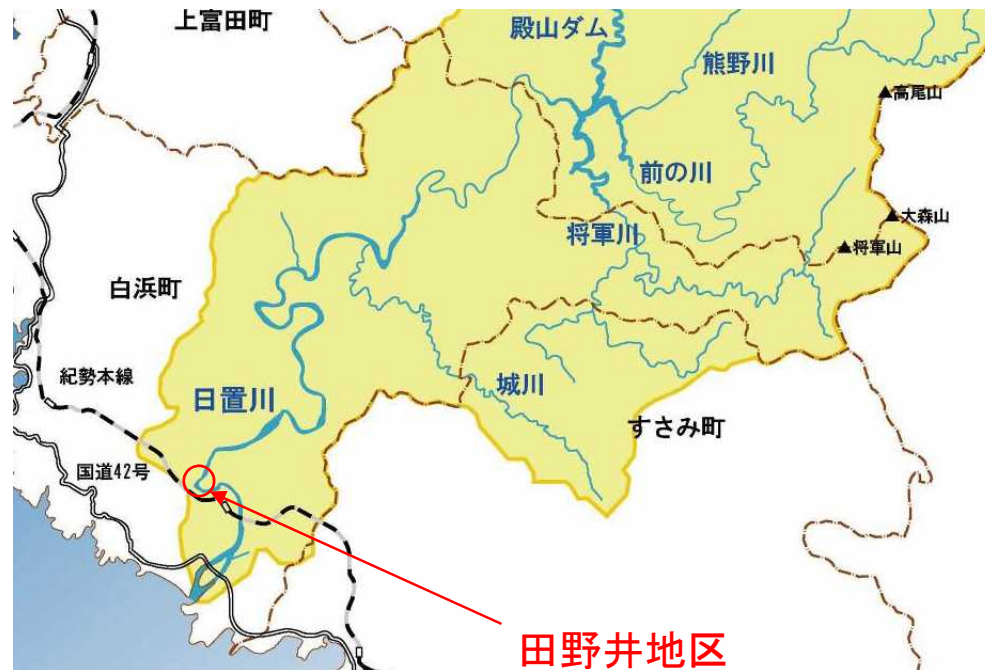 上富田町
殿山ダム
熊野川
▲高尾山
前の川
▲大森山
将軍川
▲将軍山
白浜町
紀勢本線
城川
日置川
すさみ町
国道42号
田野井地区